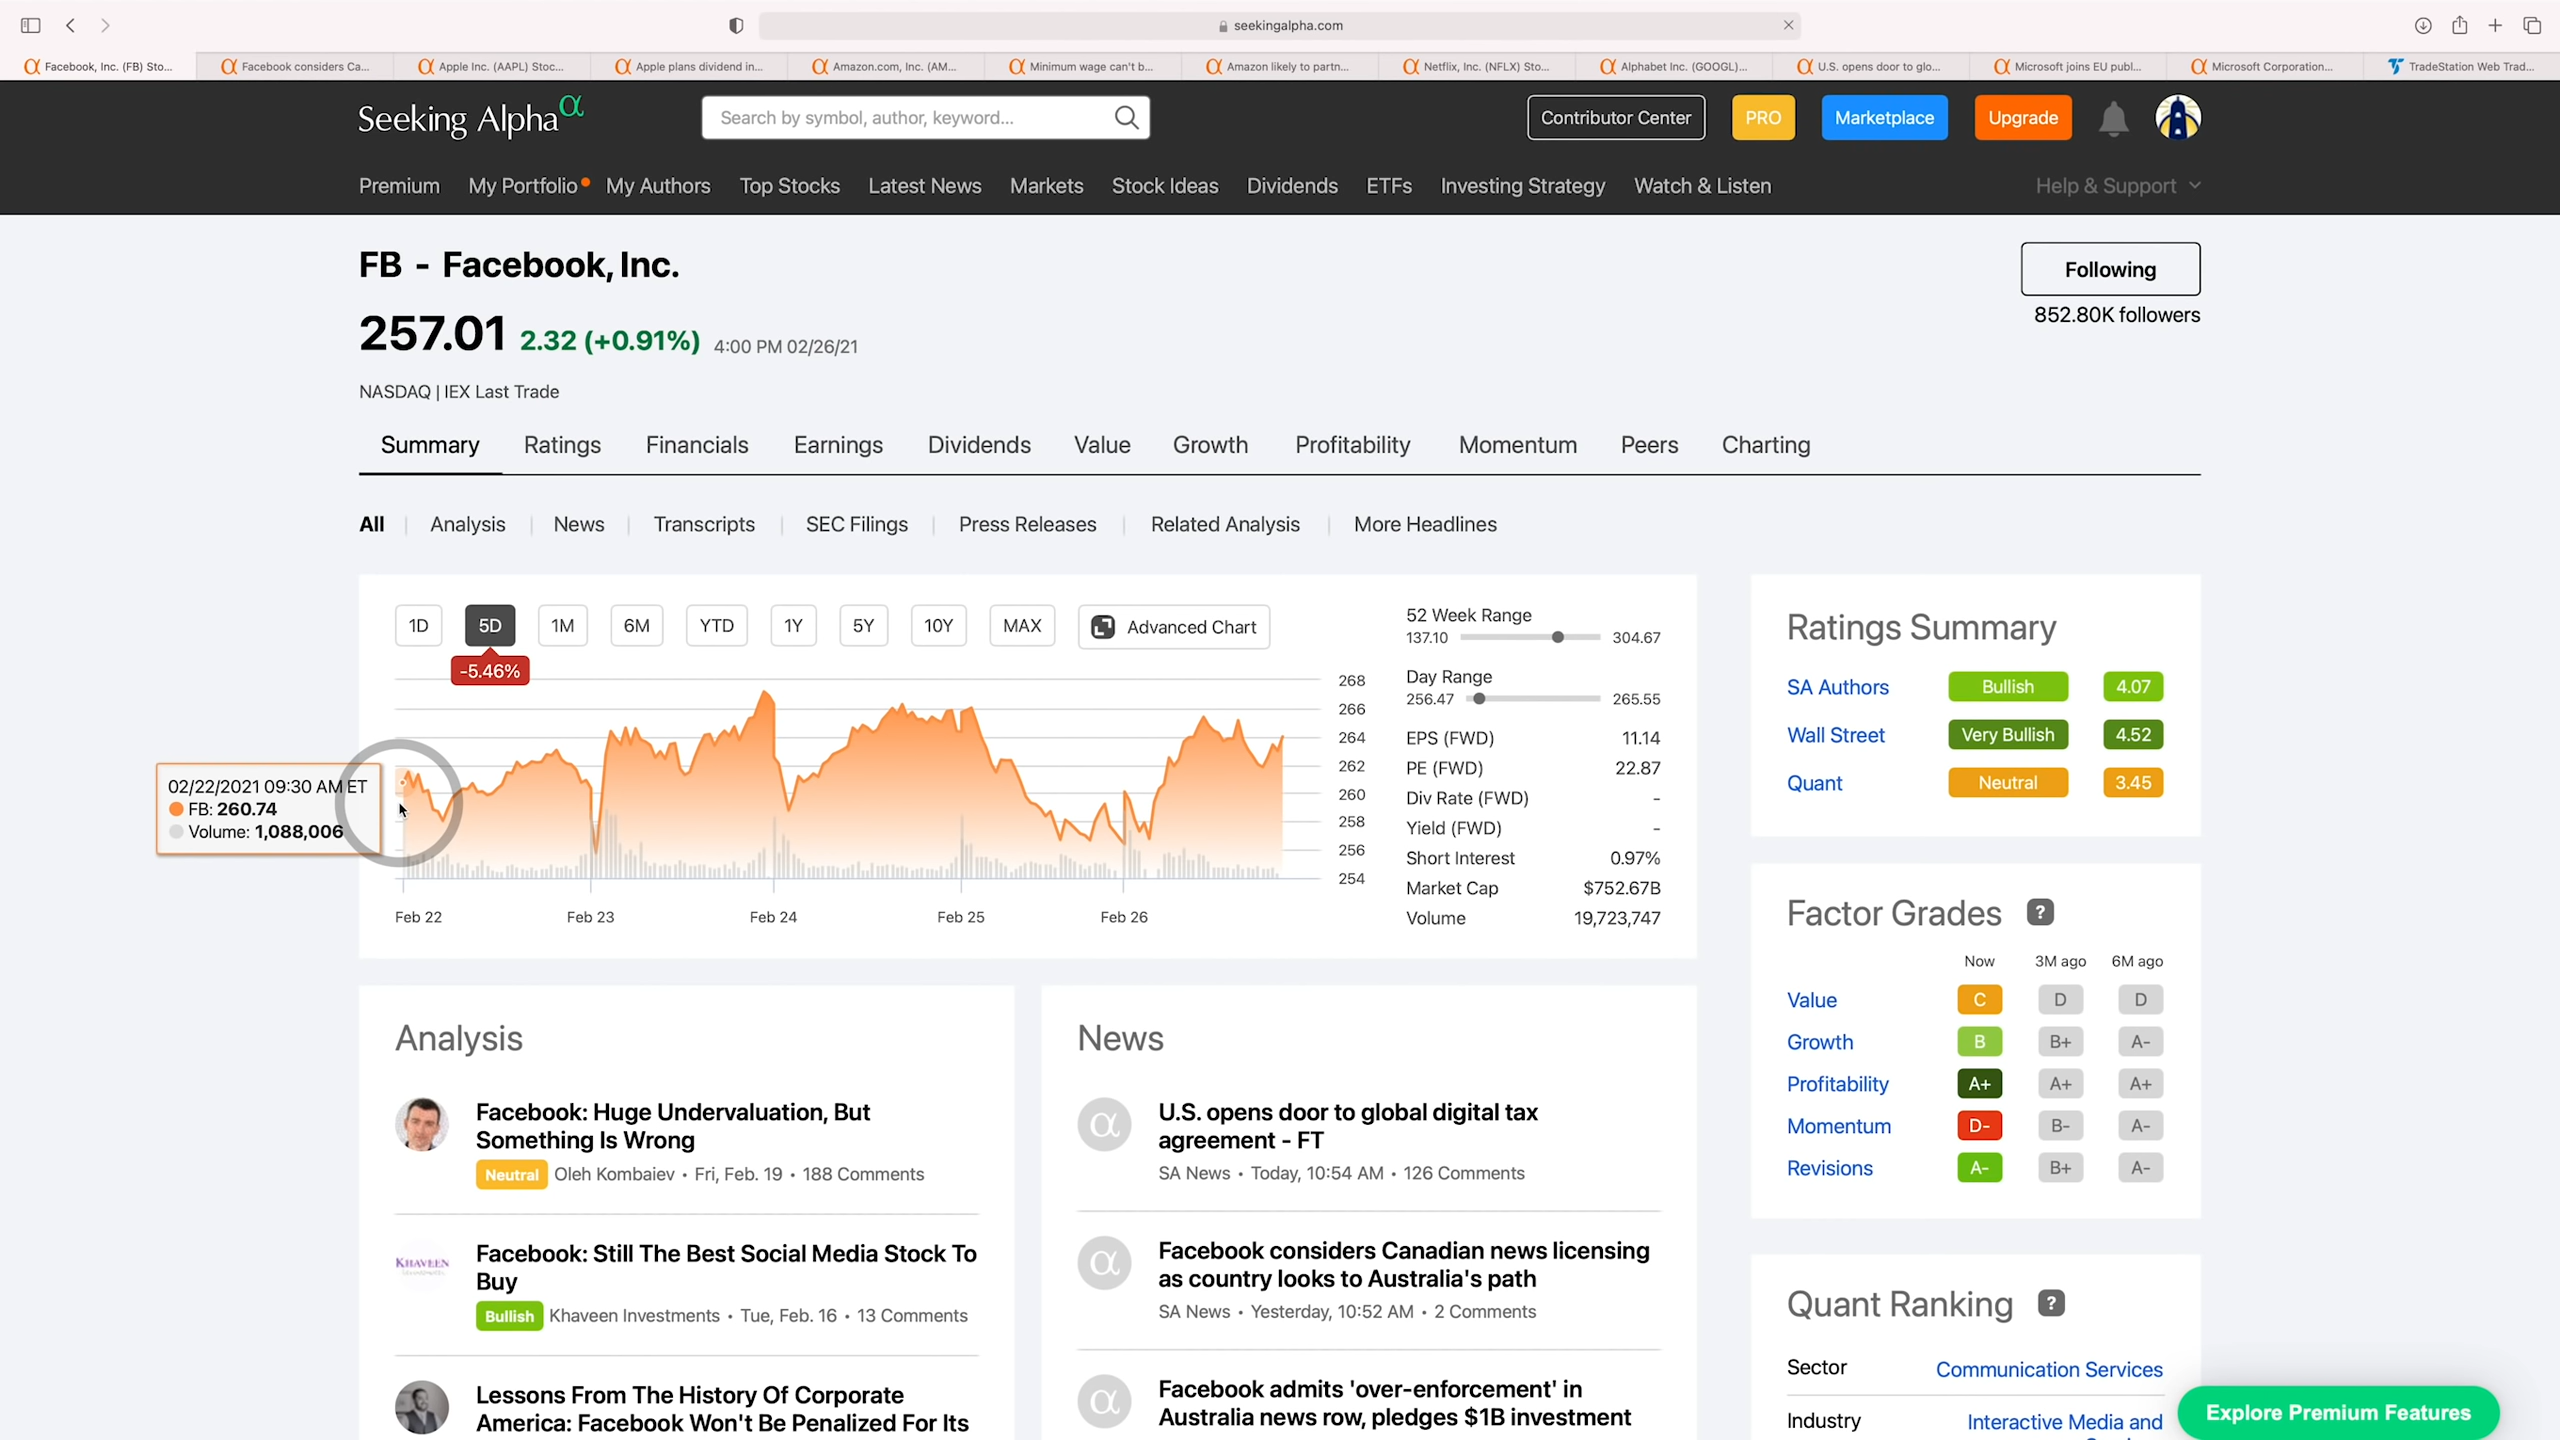 seekingalpha.com
Facebook, Inc. (FB) Sto...
Facebook considers Ca...
Apple Inc. (AAPL) Stoc...
Apple plans dividend in...
Amazon.com, Inc. (AM...
Minimum wage can't b...
Amazon likely to partn...
Netflix, Inc. (NFLX) Sto...
Alphabet Inc. (GOOGL)...
U.S. opens door to glo...
Microsoft joins EU publ...
Microsoft Corporation...
TradeStation Web Trad...
Seeking Alpha α
Search by symbol, author, keyword...
Contributor Center
PRO
Marketplace
Upgrade
Premium
My Portfolio
My Authors
Top Stocks
Latest News
Markets
Stock Ideas
Dividends
ETFs
Investing Strategy
Watch & Listen
Help & Support
FB - Facebook, Inc.
Following
852.80K followers
257.01 2.32 (+0.91%) 4:00 PM 02/26/21
NASDAQ | IEX Last Trade
Summary
Ratings
Financials
Earnings
Dividends
Value
Growth
Profitability
Momentum
Peers
Charting
All
Analysis
News
Transcripts
SEC Filings
Press Releases
Related Analysis
More Headlines
1D
5D
1M
6M
YTD
1Y
5Y
10Y
MAX
Advanced Chart
-5.46%
268
266
264
262
260
258
256
254
02/22/2021 09:30 AM ET
FB: 260.74
Volume: 1,088,006
Feb 22
Feb 23
Feb 24
Feb 25
Feb 26
52 Week Range
137.10 304.67
Day Range
256.47 265.55
EPS (FWD) 11.14
PE (FWD) 22.87
Div Rate (FWD) -
Yield (FWD) -
Short Interest 0.97%
Market Cap $752.67B
Volume 19,723,747
Ratings Summary
SA Authors Bullish 4.07
Wall Street Very Bullish 4.52
Quant Neutral 3.45
Factor Grades ?
Now 3M ago 6M ago
Value C D D
Growth B B+ A-
Profitability A+ A+ A+
Momentum D- B- A-
Revisions A- B+ A-
Quant Ranking ?
Sector Communication Services
Industry Interactive Media and
Explore Premium Features
Analysis
Facebook: Huge Undervaluation, But
Something Is Wrong
Neutral Oleh Kombaiev • Fri, Feb. 19 • 188 Comments
KHAVEEN
Facebook: Still The Best Social Media Stock To
Buy
Bullish Khaveen Investments • Tue, Feb. 16 • 13 Comments
Lessons From The History Of Corporate
America: Facebook Won't Be Penalized For Its
News
U.S. opens door to global digital tax
agreement - FT
SA News • Today, 10:54 AM • 126 Comments
Facebook considers Canadian news licensing
as country looks to Australia's path
SA News • Yesterday, 10:52 AM • 2 Comments
Facebook admits 'over-enforcement' in
Australia news row, pledges $1B investment